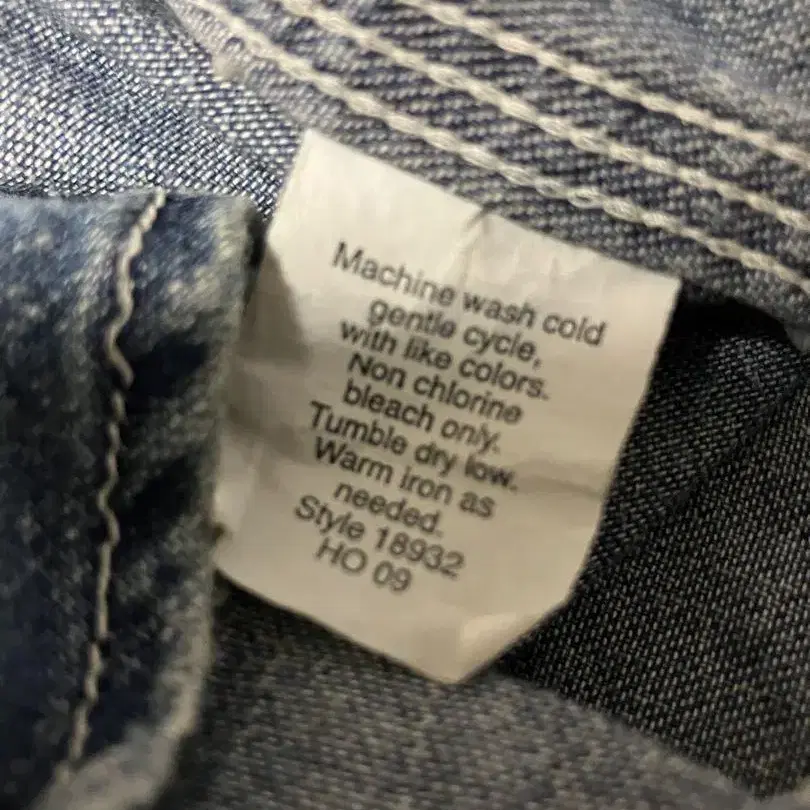 Machine wash cold
gentle cycle,
with like colors.
Non chlorine
bleach only.
Tumble dry low.
Warm iron as
needed.
Style 18932
HO 09